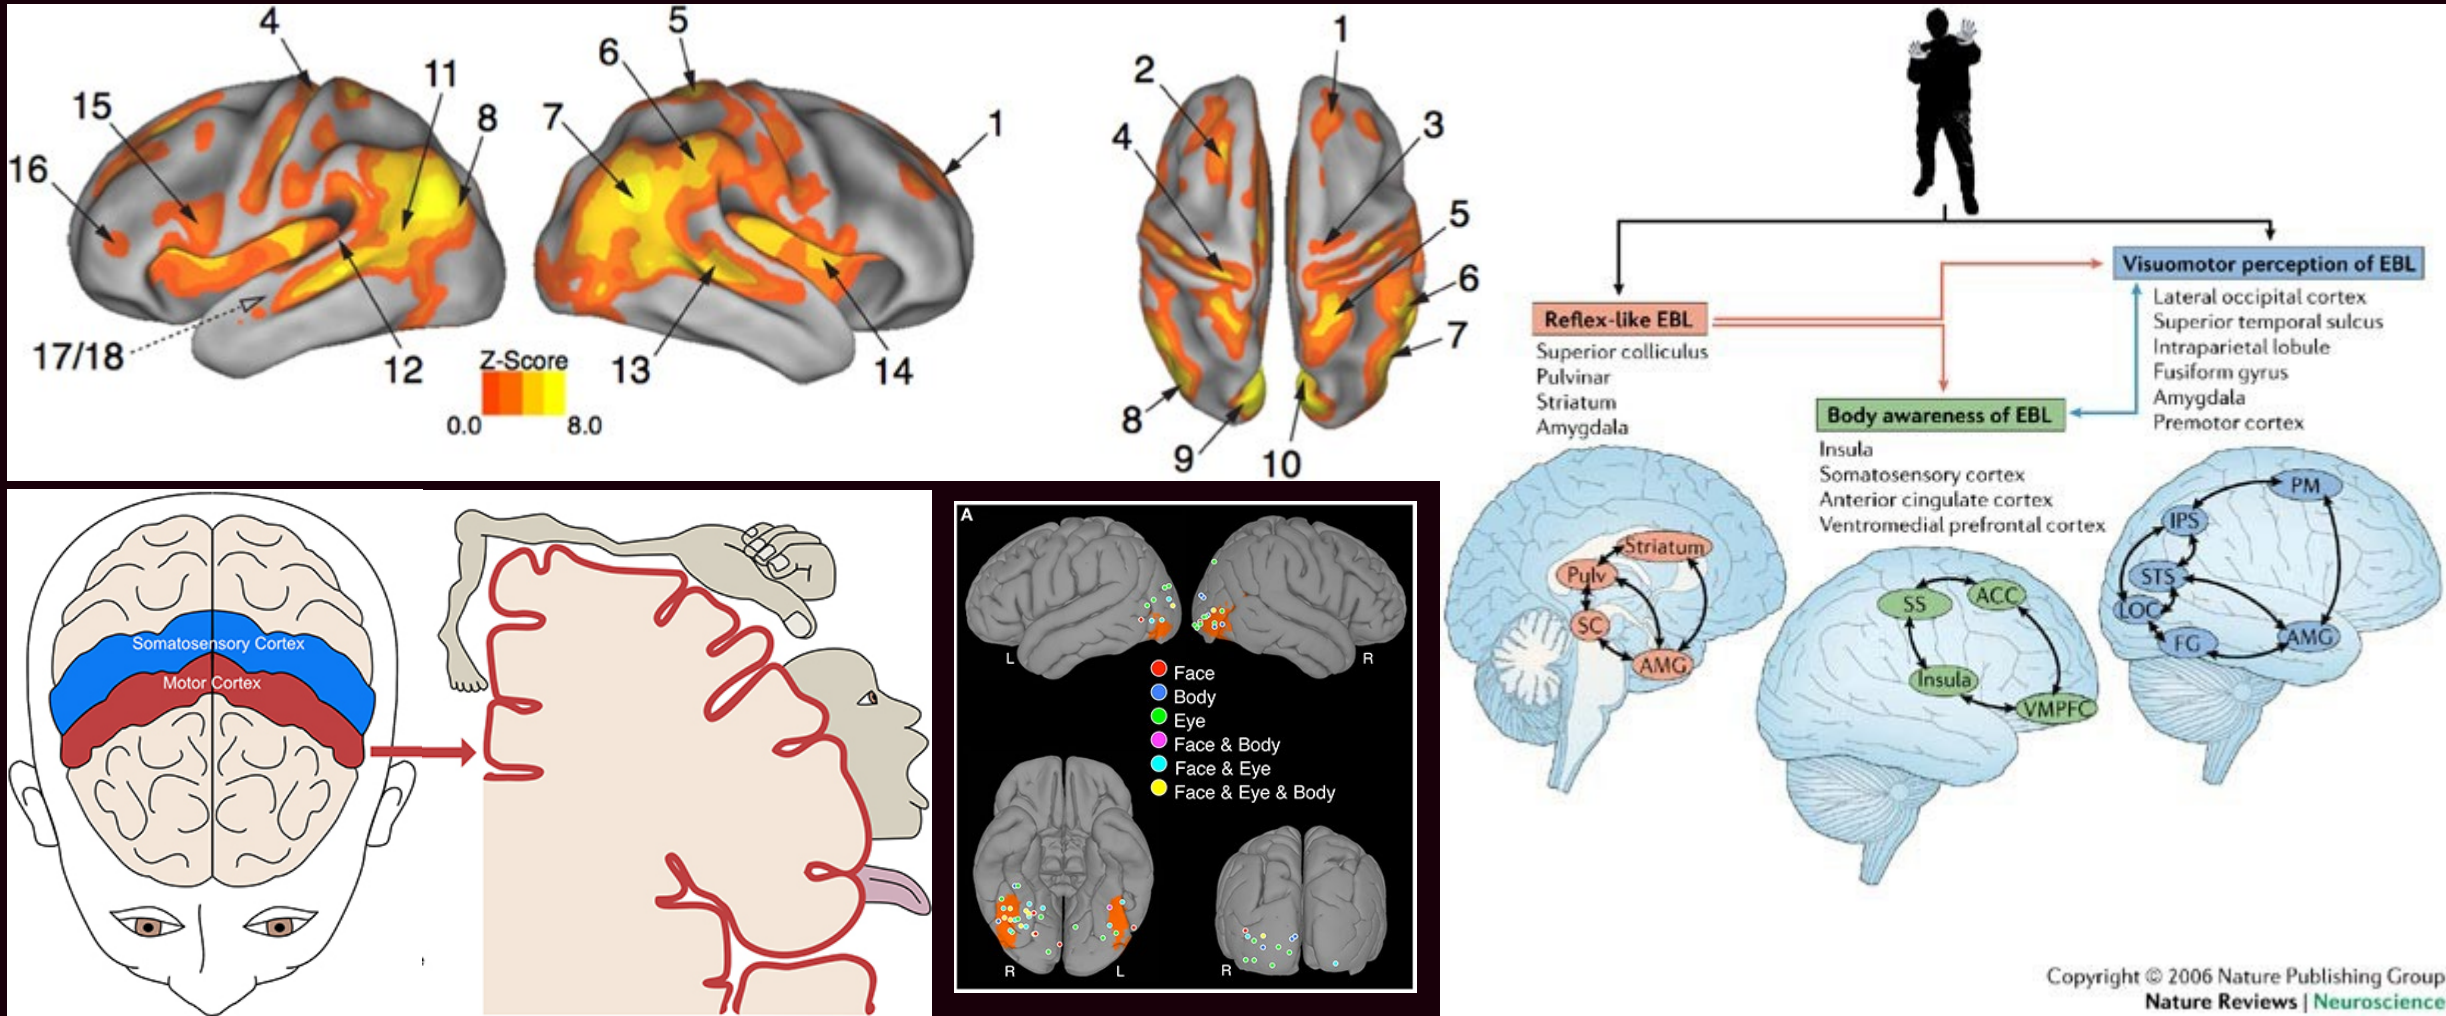 4
11
15
8
16
17/18
12
Z-Score
0.0
8.0
5
6
7
1
13
14
1
2
4
3
5
6
7
8
9
10
Visuomotor perception of EBL
Lateral occipital cortex
Superior temporal sulcus
Intraparietal lobule
Fusiform gyrus
Amygdala
Premotor cortex
Reflex-like EBL
Superior colliculus
Pulvinar
Striatum
Amygdala
Body awareness of EBL
Insula
Somatosensory cortex
Anterior cingulate cortex
Ventromedial prefrontal cortex
Striatum
Pulv
SC
AMG
SS
ACC
Insula
VMPFC
PM
IPS
STS
LOC
FG
AMG
Somatosensory Cortex
Motor Cortex
A
L
R
Face
Body
Eye
Face & Body
Face & Eye
Face & Eye & Body
R
L
R
Copyright © 2006 Nature Publishing Group
Nature Reviews | Neuroscience